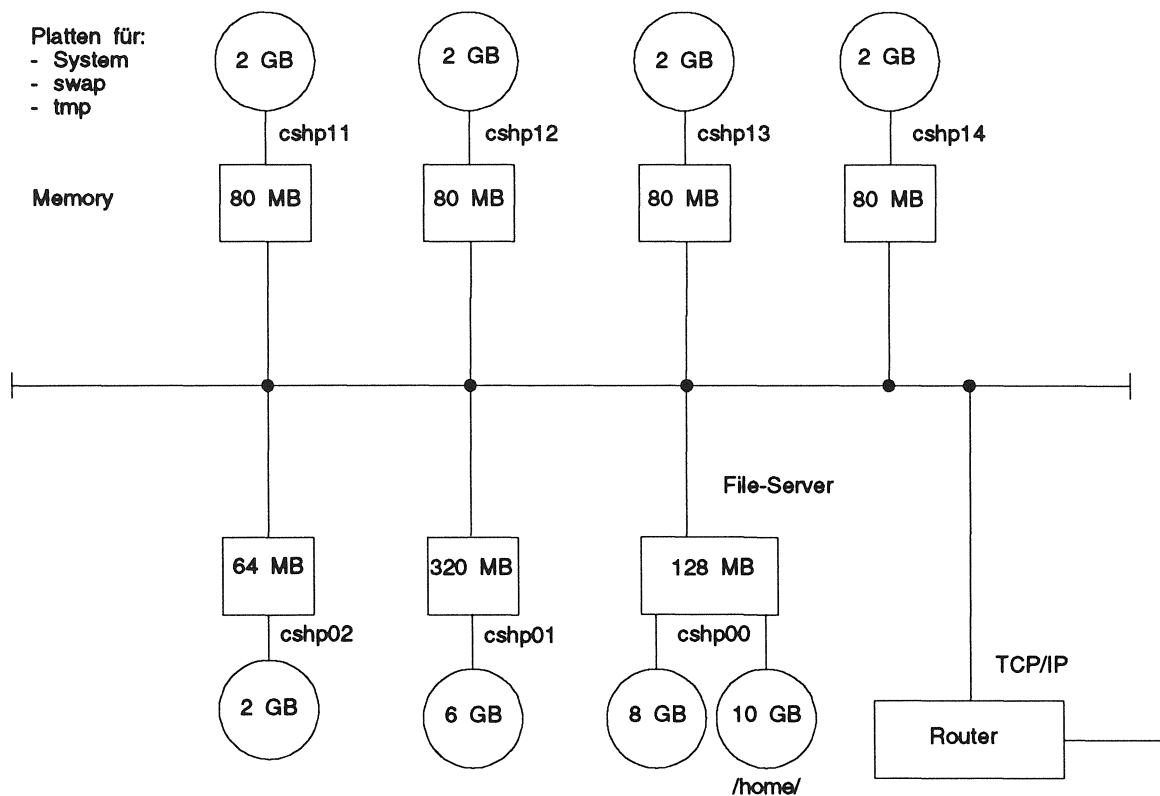 Platten für:
- System
- swap
- tmp
2 GB
2 GB
2 GB
2 GB
cshp11
cshp12
cshp13
cshp14
Memory
80 MB
80 MB
80 MB
80 MB
File-Server
64 MB
320 MB
128 MB
cshp02
cshp01
cshp00
TCP/IP
2 GB
6 GB
8 GB
10 GB
Router
/home/